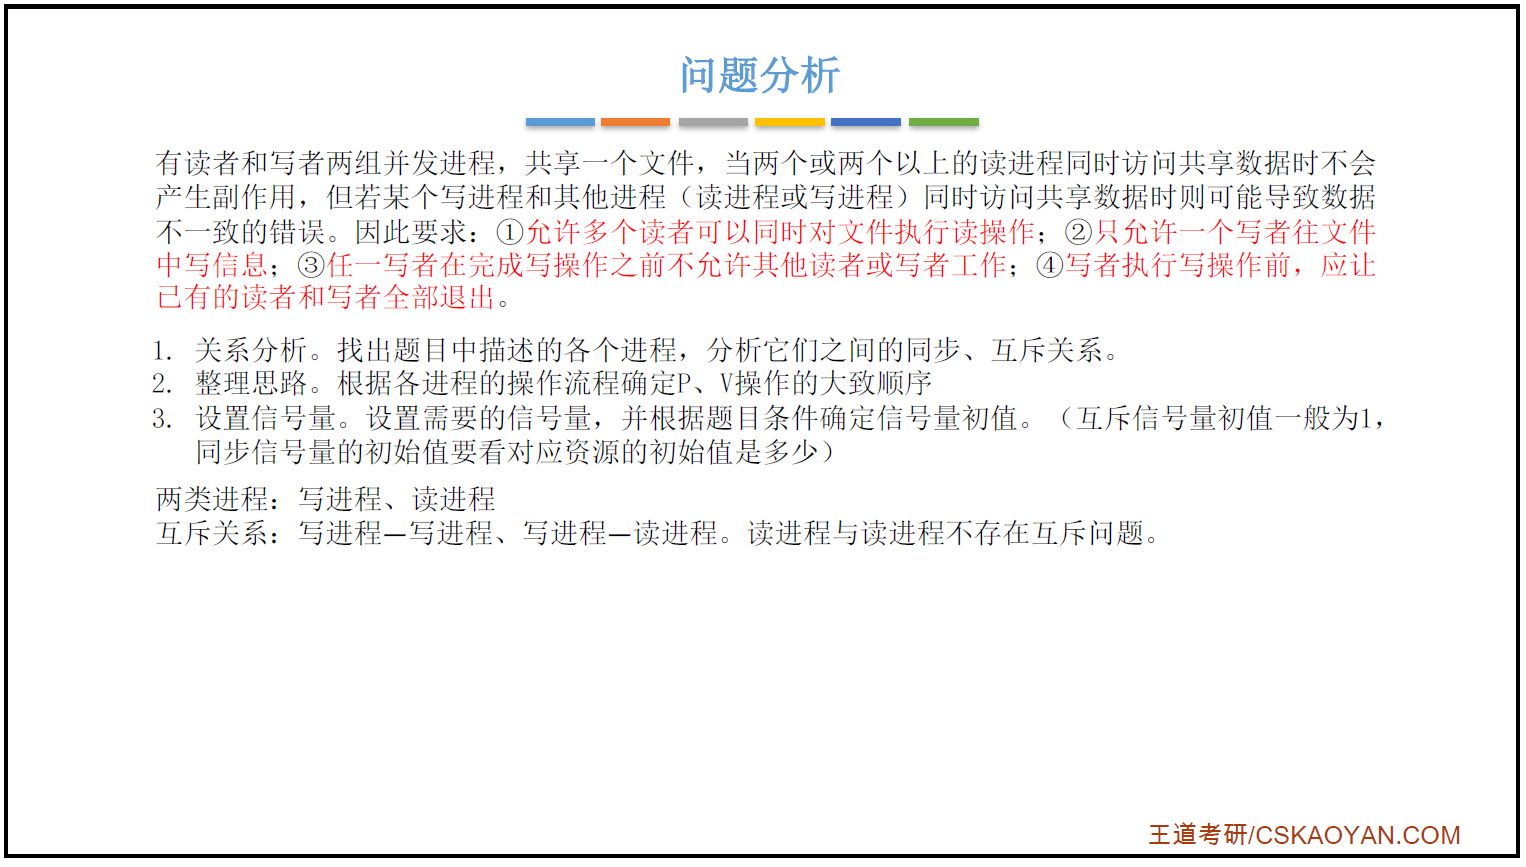 问题分析
有读者和写者两组并发进程，共享一个文件，当两个或两个以上的读进程同时访问共享数据时不会
产生副作用，但若某个写进程和其他进程（读进程或写进程）同时访问共享数据时则可能导致数据
不一致的错误。因此要求：①允许多个读者可以同时对文件执行读操作；②只允许一个写者往文件
中写信息；③任一写者在完成写操作之前不允许其他读者或写者工作；④写者执行写操作前，应让
已有的读者和写者全部退出。
1. 关系分析。找出题目中描述的各个进程，分析它们之间的同步、互斥关系。
2. 整理思路。根据各进程的操作流程确定P、V操作的大致顺序
3. 设置信号量。设置需要的信号量，并根据题目条件确定信号量初值。（互斥信号量初值一般为1，
同步信号量的初始值要看对应资源的初始值是多少）
两类进程：写进程、读进程
互斥关系：写进程—写进程、写进程—读进程。读进程与读进程不存在互斥问题。
王道考研/CSKAOYAN.COM